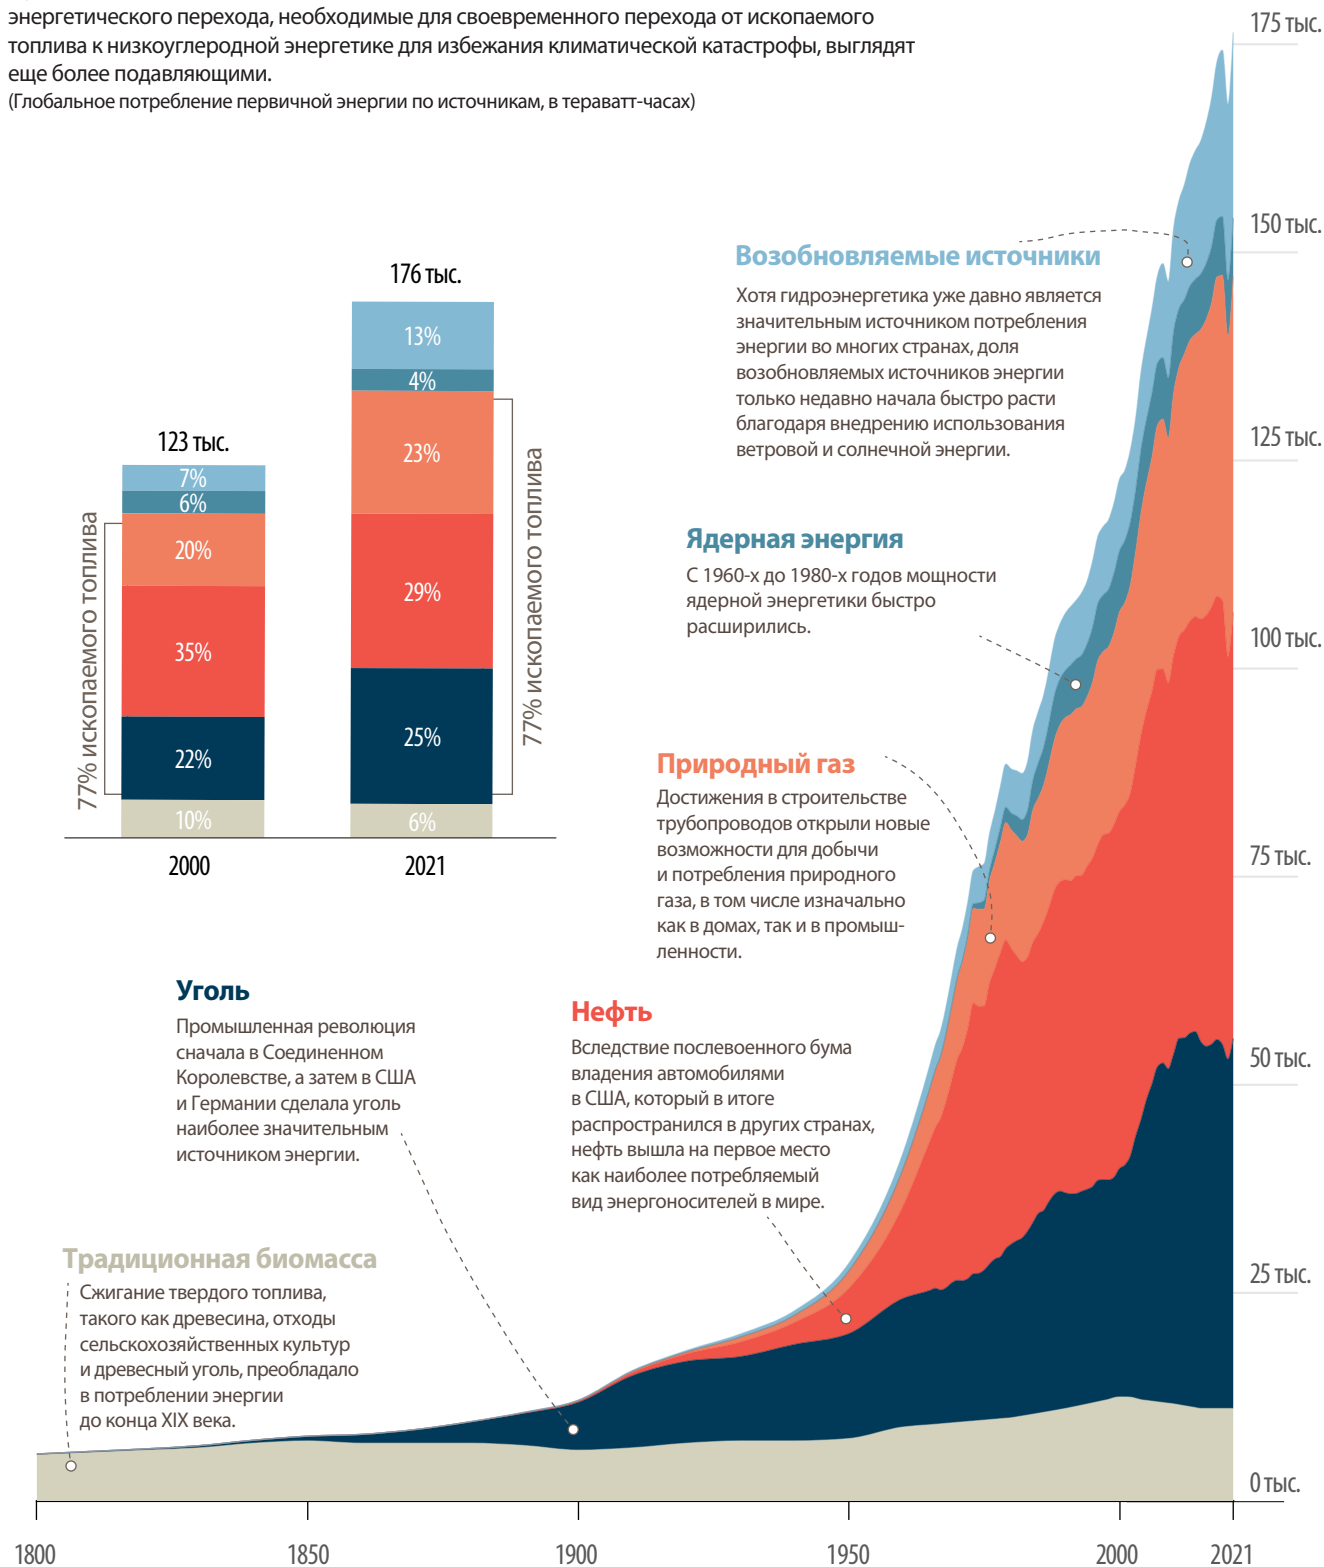 энергетического перехода, необходимые для своевременного перехода от ископаемого
топлива к низкоуглеродной энергетике для избежания климатической катастрофы, выглядят
еще более подавляющими.
(Глобальное потребление первичной энергии по источникам, в тераватт-часах)
123 тыс.
7%
6%
20%
35%
22%
10%
77% ископаемого топлива
2000
176 тыс.
13%
4%
23%
29%
25%
6%
77% ископаемого топлива
2021
Возобновляемые источники
Хотя гидроэнергетика уже давно является
значительным источником потребления
энергии во многих странах, доля
возобновляемых источников энергии
только недавно начала быстро расти
благодаря внедрению использования
ветровой и солнечной энергии.
Ядерная энергия
С 1960-х до 1980-х годов мощности
ядерной энергетики быстро
расширились.
Природный газ
Достижения в строительстве
трубопроводов открыли новые
возможности для добычи
и потребления природного
газа, в том числе изначально
как в домах, так и в промыш-
ленности.
Нефть
Вследствие послевоенного бума
владения автомобилями
в США, который в итоге
распространился в других странах,
нефть вышла на первое место
как наиболее потребляемый
вид энергоносителей в мире.
Уголь
Промышленная революция
сначала в Соединенном
Королевстве, а затем в США
и Германии сделала уголь
наиболее значительным
источником энергии.
Традиционная биомасса
Сжигание твердого топлива,
такого как древесина, отходы
сельскохозяйственных культур
и древесный уголь, преобладало
в потреблении энергии
до конца XIX века.
175 тыс.
150 тыс.
125 тыс.
100 тыс.
75 тыс.
50 тыс.
25 тыс.
0 тыс.
1800
1850
1900
1950
2000
2021